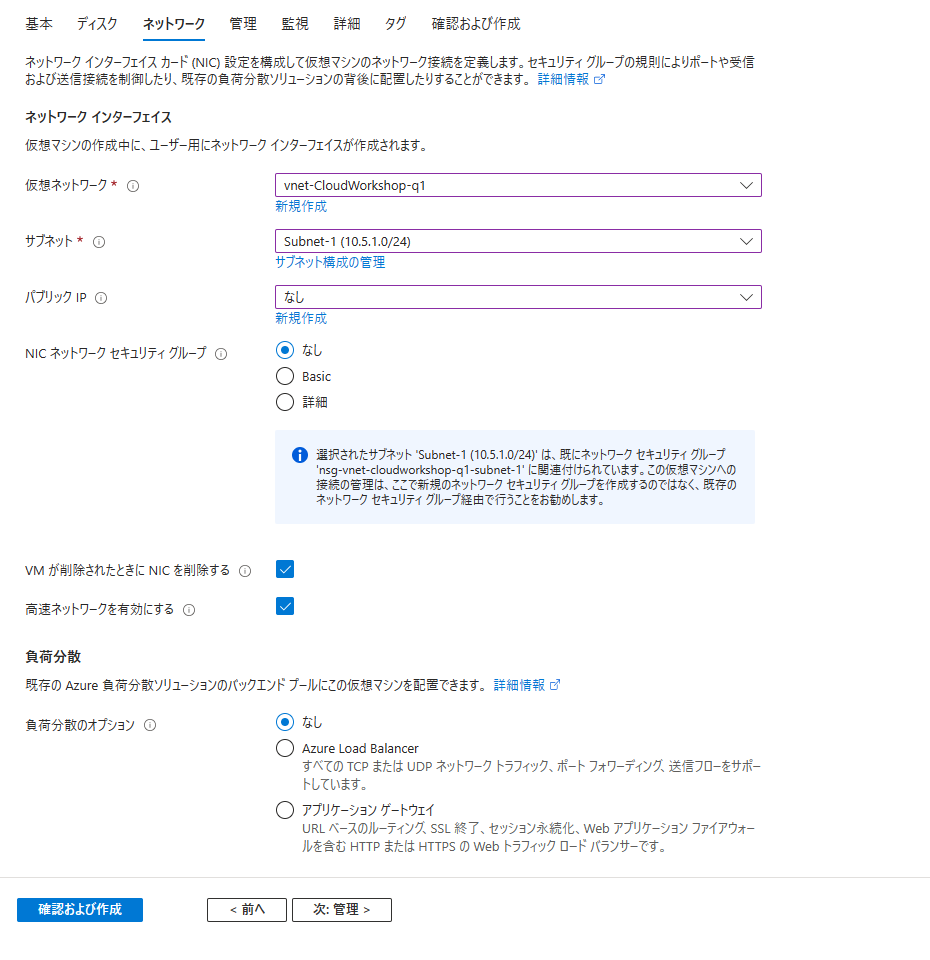 基本 ディスク ネットワーク 管理 監視 詳細 タグ 確認および作成
ネットワーク インターフェイス カード (NIC) 設定を構成して仮想マシンのネットワーク接続を定義します。セキュリティ グループの規則によりポートや受信
および送信接続を制御したり、既存の負荷分散ソリューションの背後に配置したりすることができます。 詳細情報
ネットワーク インターフェイス
仮想マシンの作成中に、ユーザー用にネットワーク インターフェイスが作成されます。
仮想ネットワーク *
vnet-CloudWorkshop-q1
新規作成
サブネット *
Subnet-1 (10.5.1.0/24)
サブネット構成の管理
パブリック IP
なし
新規作成
NIC ネットワーク セキュリティ グループ
なし
Basic
詳細
選択されたサブネット 'Subnet-1 (10.5.1.0/24)' は、既にネットワーク セキュリティ グループ
'nsg-vnet-cloudworkshop-q1-subnet-1' に関連付けられています。この仮想マシンへの
接続の管理は、ここで新規のネットワーク セキュリティ グループを作成するのではなく、既存の
ネットワーク セキュリティ グループ経由で行うことをお勧めします。
VM が削除されたときに NIC を削除する
高速ネットワークを有効にする
負荷分散
既存の Azure 負荷分散ソリューションのバックエンド プールにこの仮想マシンを配置できます。 詳細情報
負荷分散のオプション
なし
Azure Load Balancer
すべての TCP または UDP ネットワーク トラフィック、ポート フォワーディング、送信フローをサポー
トしています。
アプリケーション ゲートウェイ
URL ベースのルーティング、SSL 終了、セッション永続化、Web アプリケーション ファイアウォー
ルを含む HTTP または HTTPS の Web トラフィック ロード バランサーです。
確認および作成
< 前へ
次: 管理 >